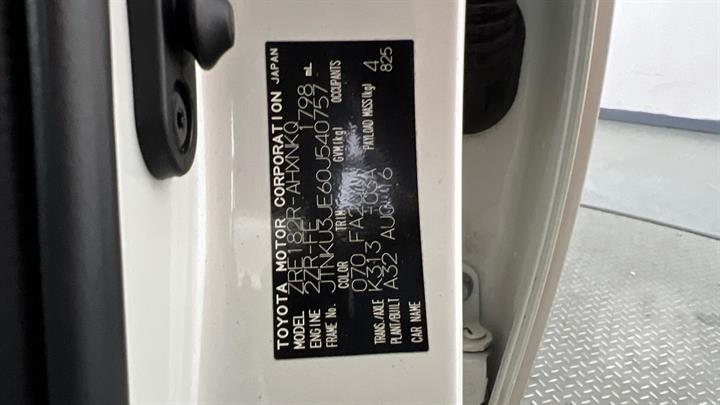 TOYOTA MOTOR CORPORATION JAPAN
MODEL ZRE182R-AHXNKQ
ENGINE 2ZR-FE 1798 mL
FRAME No. JTNKU3JE60J540757
COLOR TRIM GVM(kg) OCCUPANTS
070 FA20 4
TRANS./AXLE K313 -03A PAYLOAD MASS(kg) 825
PLANT/BUILT A32 AUG 16
CAR NAME